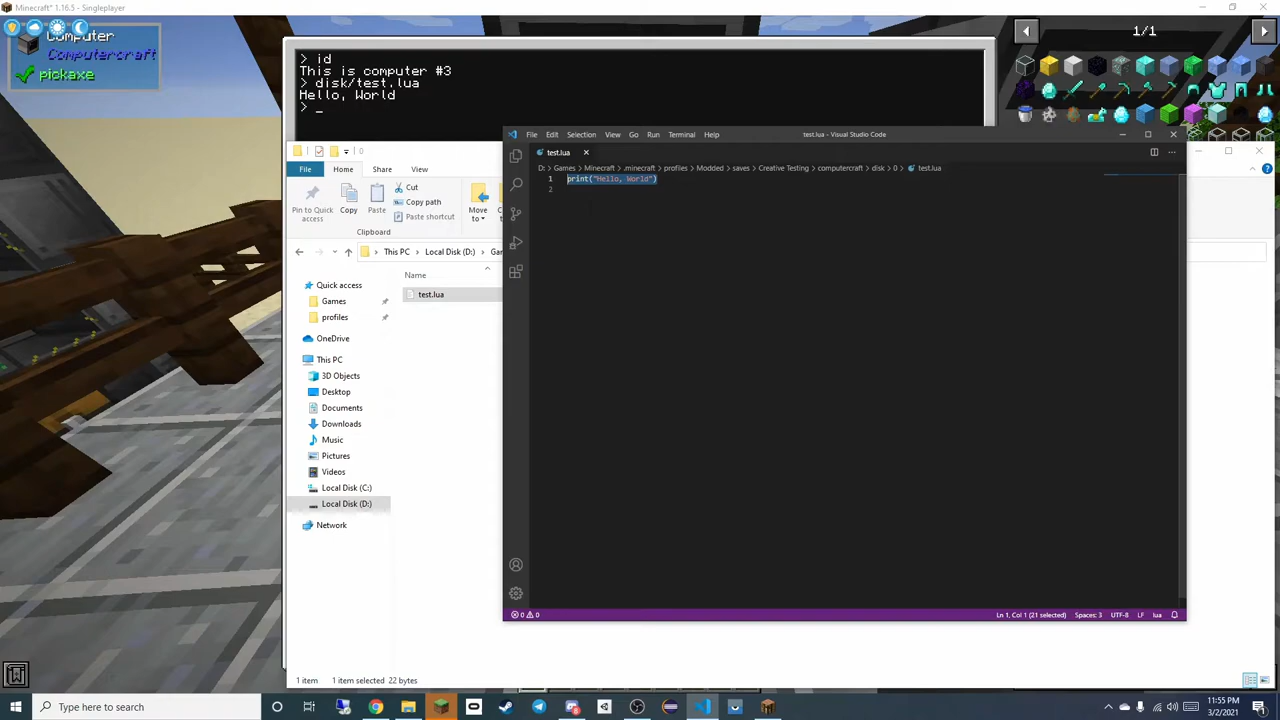 Minecraft* 1.16.5 - Singleplayer
Computer
Computercraft
pickaxe
> id
This is computer #3
> disk/test.lua
Hello, World
> _
1/1
0
File
Home
Share
View
Pin to Quick access
Copy
Paste
Cut
Copy path
Paste shortcut
Move to
Clipboard
This PC > Local Disk (D:)
Name
test.lua
Quick access
Games
profiles
OneDrive
This PC
3D Objects
Desktop
Documents
Downloads
Music
Pictures
Videos
Local Disk (C:)
Local Disk (D:)
Network
1 item 1 item selected 22 bytes
File Edit Selection View Go Run Terminal Help
test.lua - Visual Studio Code
test.lua
D: > Games > Minecraft > .minecraft > profiles > Modded > saves > Creative Testing > computercraft > disk > 0 > test.lua
1 print("Hello, World")
2
0 0
Ln 1, Col 1 (21 selected) Spaces: 3 UTF-8 LF lua
Type here to search
11:55 PM
3/2/2021